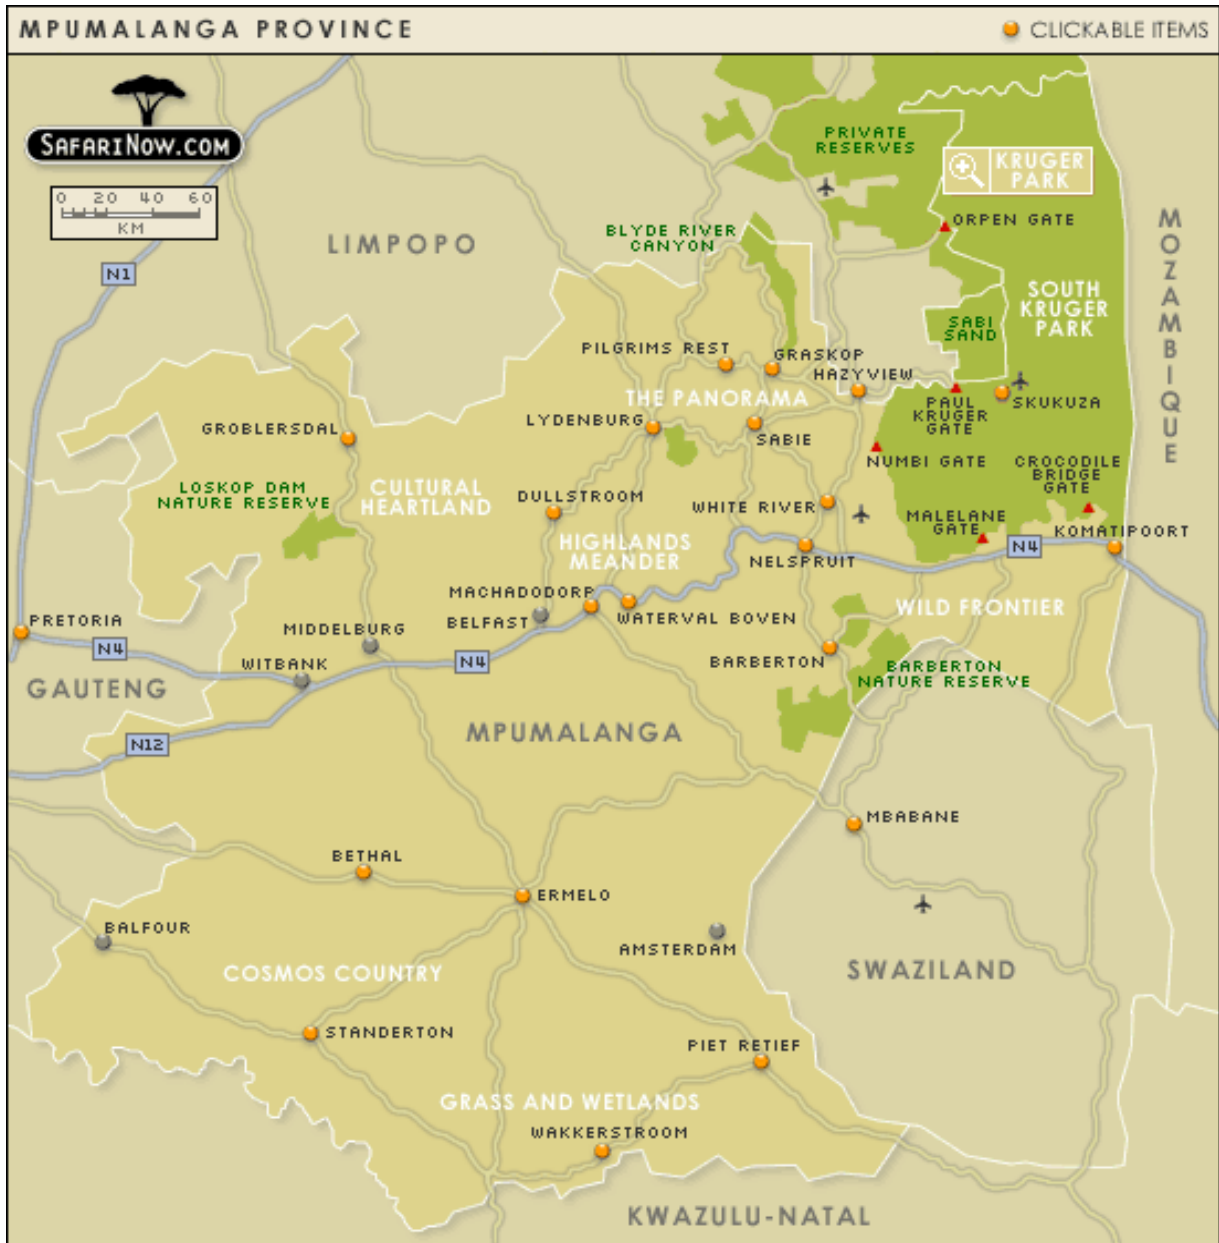 MPUMALANGA PROVINCE
CLICKABLE ITEMS
SAFARINOW.COM
0 20 40 60
KM
PRIVATE
RESERVES
KRUGER
PARK
ORPEN GATE
BLYDE RIVER
CANYON
LIMPOPO
N1
MOZAMBIQUE
SOUTH
KRUGER
PARK
SABI
SAND
PILGRIMS REST
GRASKOP
HAZYVIEW
THE PANORAMA
PAUL
KRUGER
GATE
SKUKUZA
LYDENBURG
SABIE
GROBLERSDAL
NUMBI GATE
CROCODILE
BRIDGE
GATE
LOSKOP DAM
NATURE RESERVE
CULTURAL
HEARTLAND
DULLSTROOM
WHITE RIVER
MALELANE
GATE
KOMATIPOORT
HIGHLANDS
MEANDER
NELSPRUIT
N4
MACHADODORP
BELFAST
WATERVAL BOVEN
WILD FRONTIER
PRETORIA
N4
MIDDELBURG
WITBANK
N4
BARBERTON
BARBERTON
NATURE RESERVE
GAUTENG
N12
MPUMALANGA
MBABANE
BETHAL
ERMELO
BALFOUR
AMSTERDAM
COSMOS COUNTRY
SWAZILAND
STANDERTON
PIET RETIEF
GRASS AND WETLANDS
WAKKERSTROOM
KWAZULU-NATAL